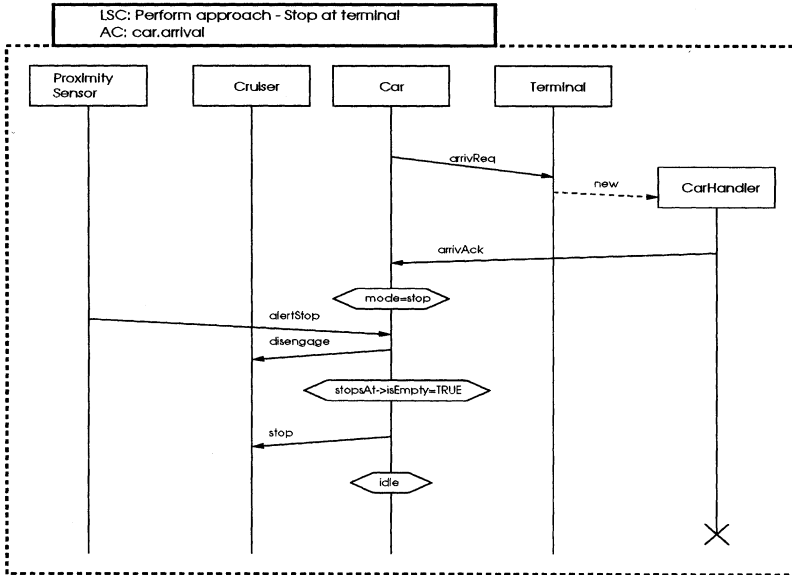 LSC: Perform approach - Stop at terminal
AC: car.arrival
Proximity
Sensor
Cruiser
Car
Terminal
arrivReq
new
CarHandler
arrivAck
mode=stop
alertStop
disengage
stopsAt->isEmpty=TRUE
stop
idle